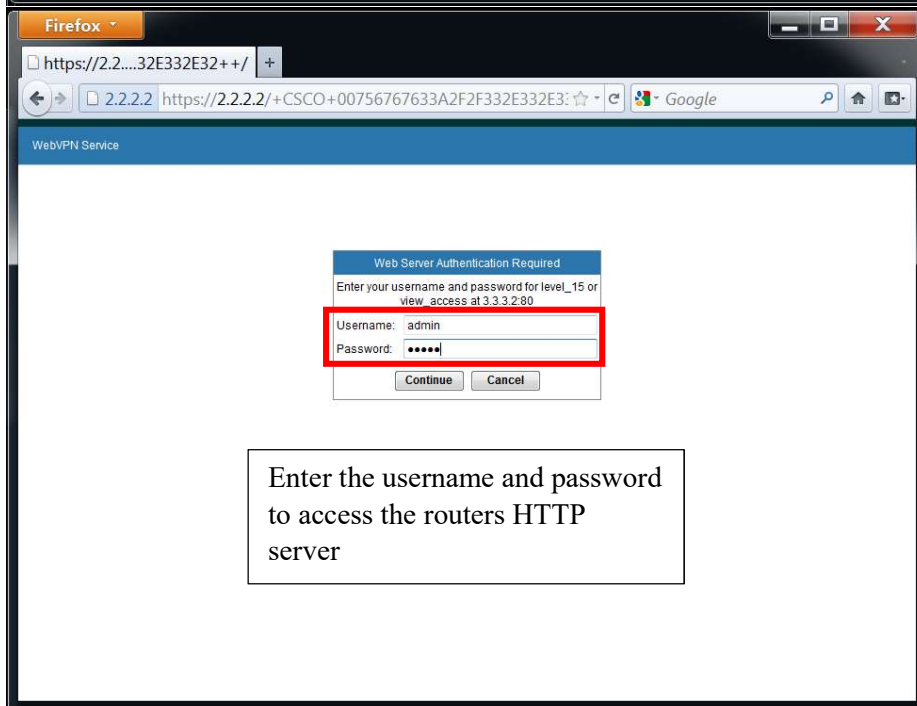 Firefox
https://2.2....32E332E32++/ +
2.2.2.2 https://2.2.2.2/+CSCO+00756767633A2F2F332E332E3
Google
WebVPN Service
Web Server Authentication Required
Enter your username and password for level_15 or
view_access at 3.3.3.2:80
Username: admin
Password: •••••
Continue Cancel
Enter the username and password
to access the routers HTTP
server